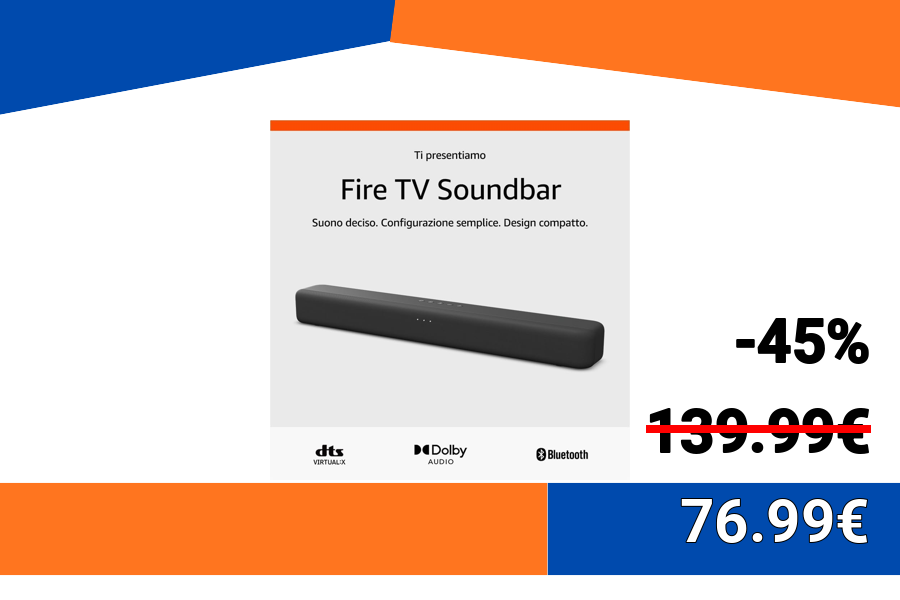 Ti presentiamo
Fire TV Soundbar
Suono deciso. Configurazione semplice. Design compatto.
-45%
139.99€
dts
VIRTUAL:X
Dolby
AUDIO
Bluetooth
76.99€